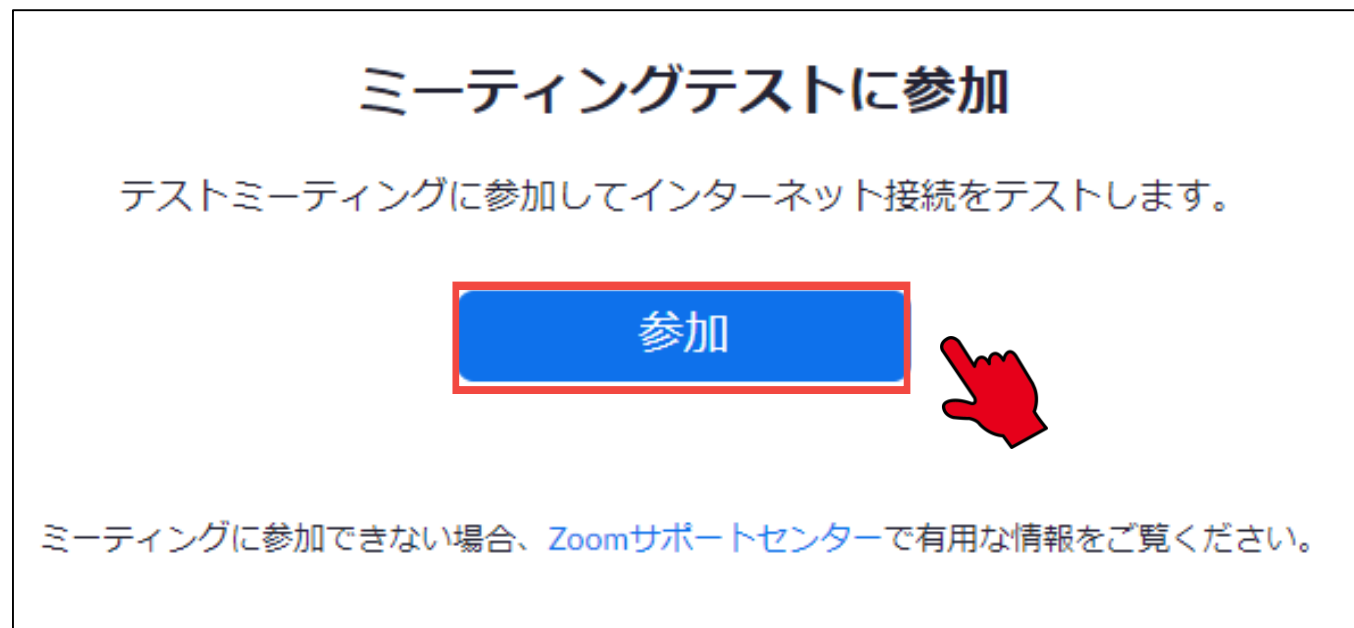 ミーティングテストに参加
テストミーティングに参加してインターネット接続をテストします。
参加
ミーティングに参加できない場合、Zoomサポートセンターで有用な情報をご覧ください。